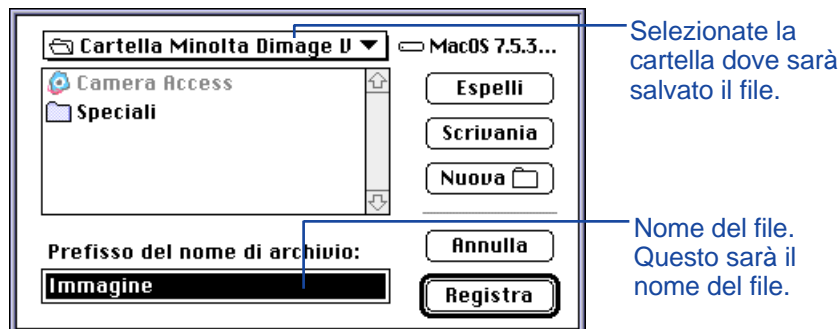 Cartella Minolta Dimage V
MacOS 7.5.3...
Camera Access
Speciali
Espelli
Scrivania
Nuova
Prefisso del nome di archivio:
Immagine
Annulla
Registra
Selezionate la
cartella dove sarà
salvato il file.
Nome del file.
Questo sarà il
nome del file.